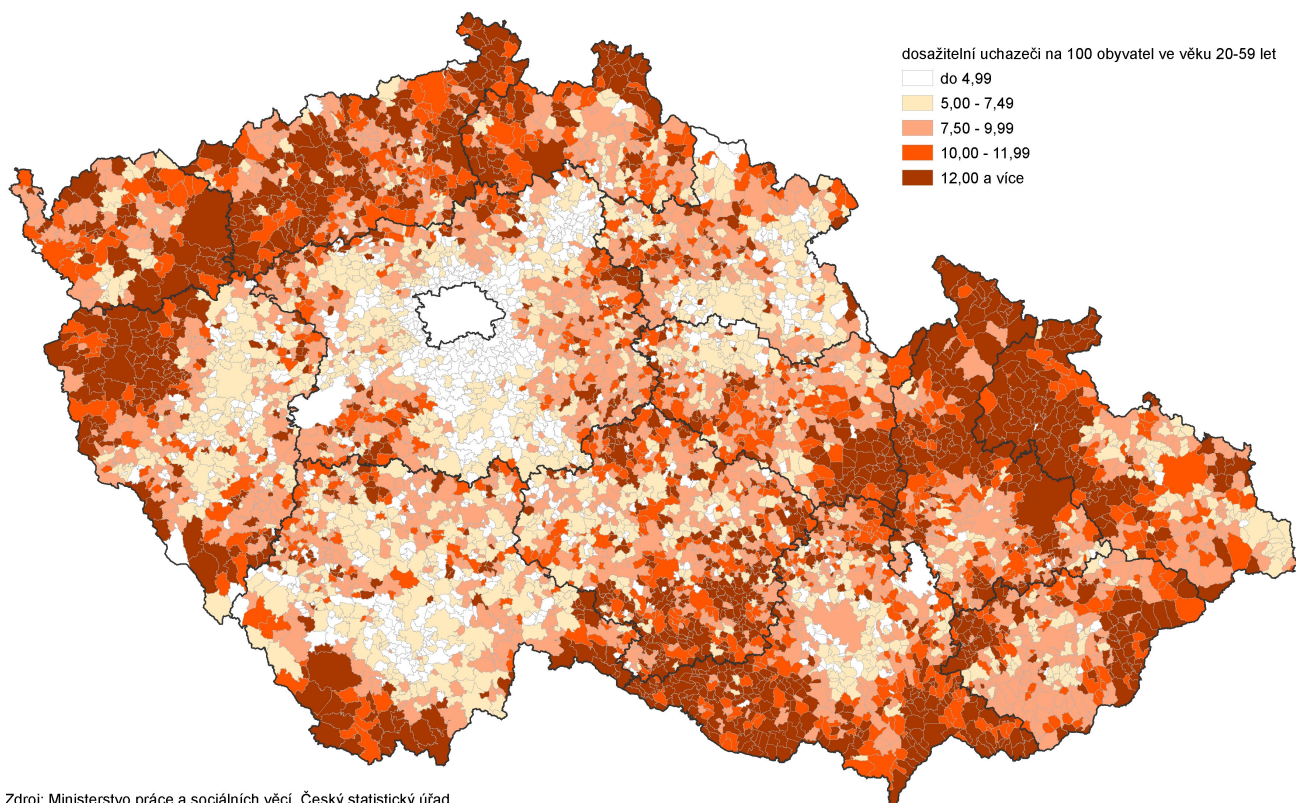 dosažitelní uchazeči na 100 obyvatel ve věku 20-59 let
do 4,99
5,00 - 7,49
7,50 - 9,99
10,00 - 11,99
12,00 a více
Zdroj: Ministerstvo práce a sociálních věcí, Český statistický úřad